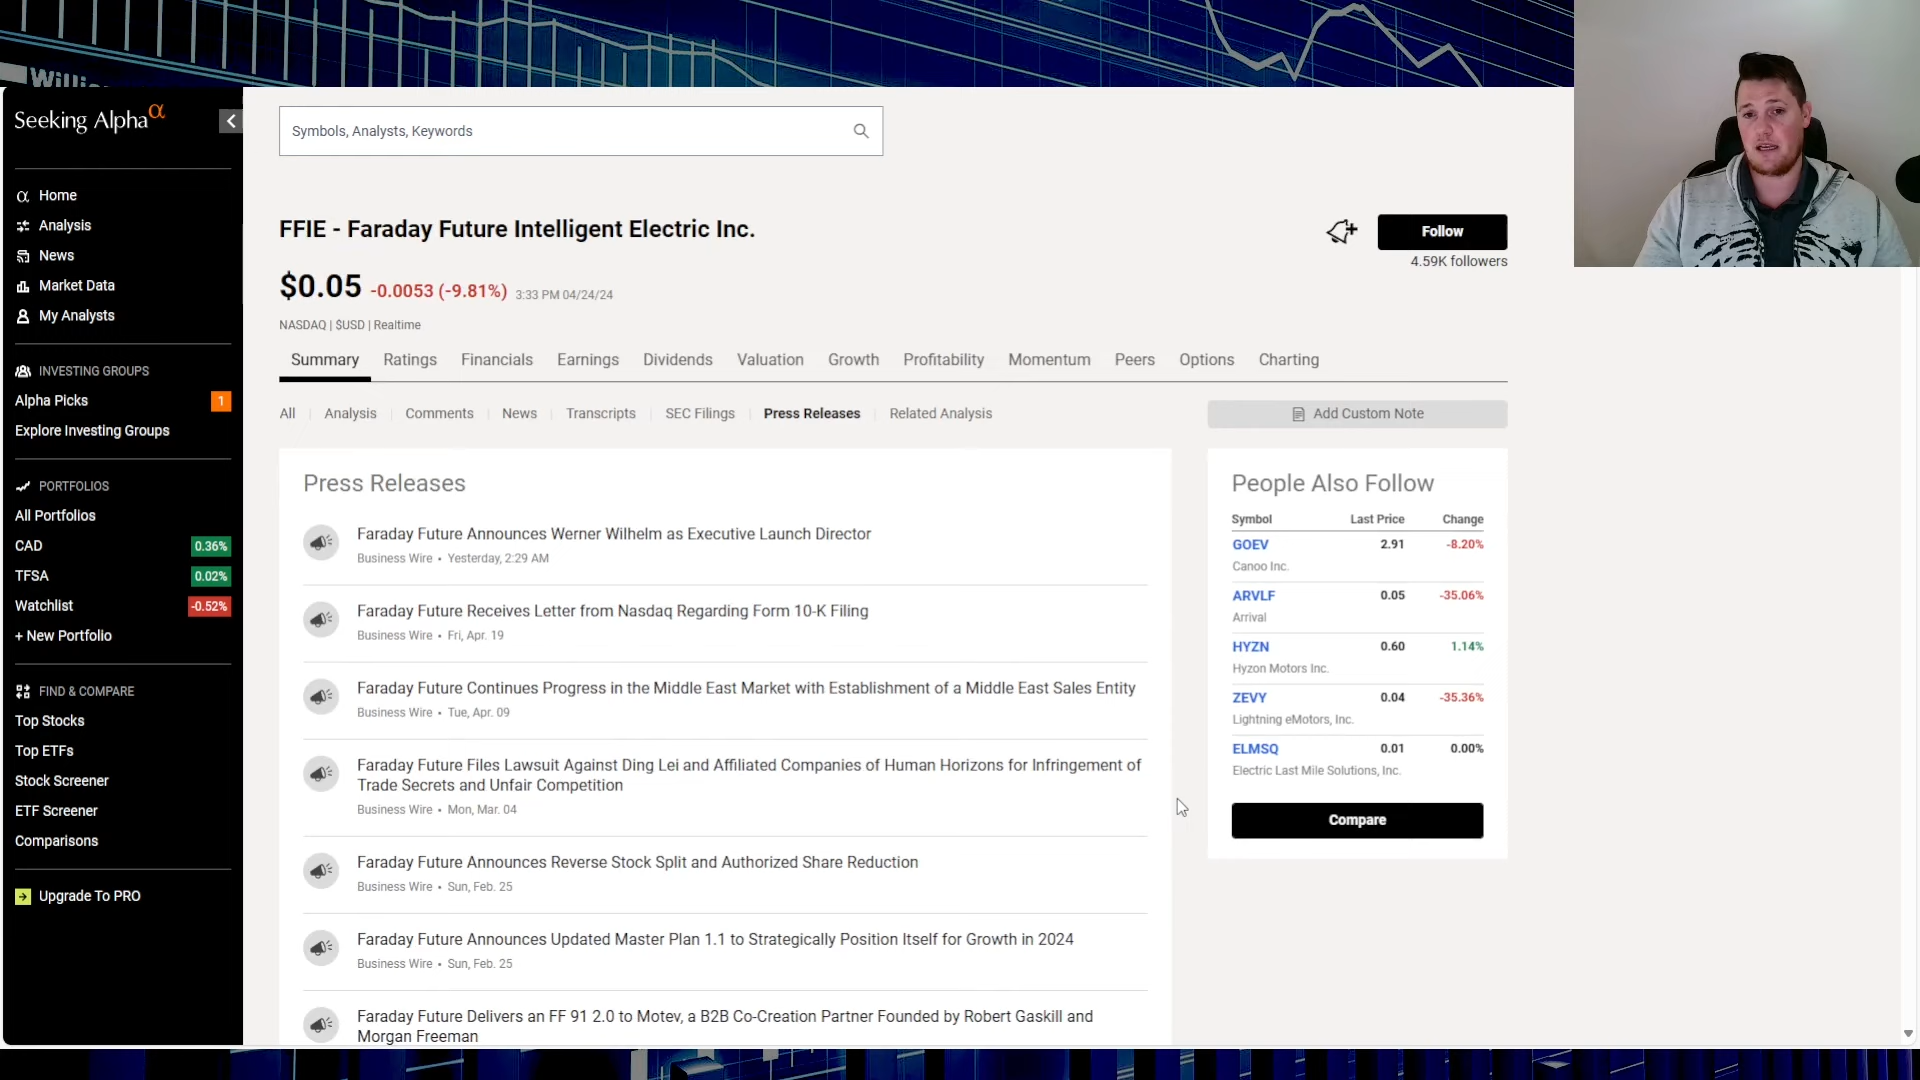 Seeking Alpha α
Symbols, Analysts, Keywords
Home
Analysis
News
Market Data
My Analysts
INVESTING GROUPS
Alpha Picks 1
Explore Investing Groups
PORTFOLIOS
All Portfolios
CAD 0.36%
TFSA 0.02%
Watchlist -0.52%
+ New Portfolio
FIND & COMPARE
Top Stocks
Top ETFs
Stock Screener
ETF Screener
Comparisons
Upgrade To PRO
FFIE - Faraday Future Intelligent Electric Inc.
Follow
4.59K followers
$0.05 -0.0053 (-9.81%) 3:33 PM 04/24/24
NASDAQ | $USD | Realtime
Summary Ratings Financials Earnings Dividends Valuation Growth Profitability Momentum Peers Options Charting
All | Analysis | Comments | News | Transcripts | SEC Filings | Press Releases | Related Analysis
Add Custom Note
Press Releases
Faraday Future Announces Werner Wilhelm as Executive Launch Director
Business Wire • Yesterday, 2:29 AM
Faraday Future Receives Letter from Nasdaq Regarding Form 10-K Filing
Business Wire • Fri, Apr. 19
Faraday Future Continues Progress in the Middle East Market with Establishment of a Middle East Sales Entity
Business Wire • Tue, Apr. 09
Faraday Future Files Lawsuit Against Ding Lei and Affiliated Companies of Human Horizons for Infringement of
Trade Secrets and Unfair Competition
Business Wire • Mon, Mar. 04
Faraday Future Announces Reverse Stock Split and Authorized Share Reduction
Business Wire • Sun, Feb. 25
Faraday Future Announces Updated Master Plan 1.1 to Strategically Position Itself for Growth in 2024
Business Wire • Sun, Feb. 25
Faraday Future Delivers an FF 91 2.0 to Motev, a B2B Co-Creation Partner Founded by Robert Gaskill and
Morgan Freeman
People Also Follow
Symbol Last Price Change
GOEV 2.91 -8.20%
Canoo Inc.
ARVLF 0.05 -35.06%
Arrival
HYZN 0.60 1.14%
Hyzon Motors Inc.
ZEVY 0.04 -35.36%
Lightning eMotors, Inc.
ELMSQ 0.01 0.00%
Electric Last Mile Solutions, Inc.
Compare